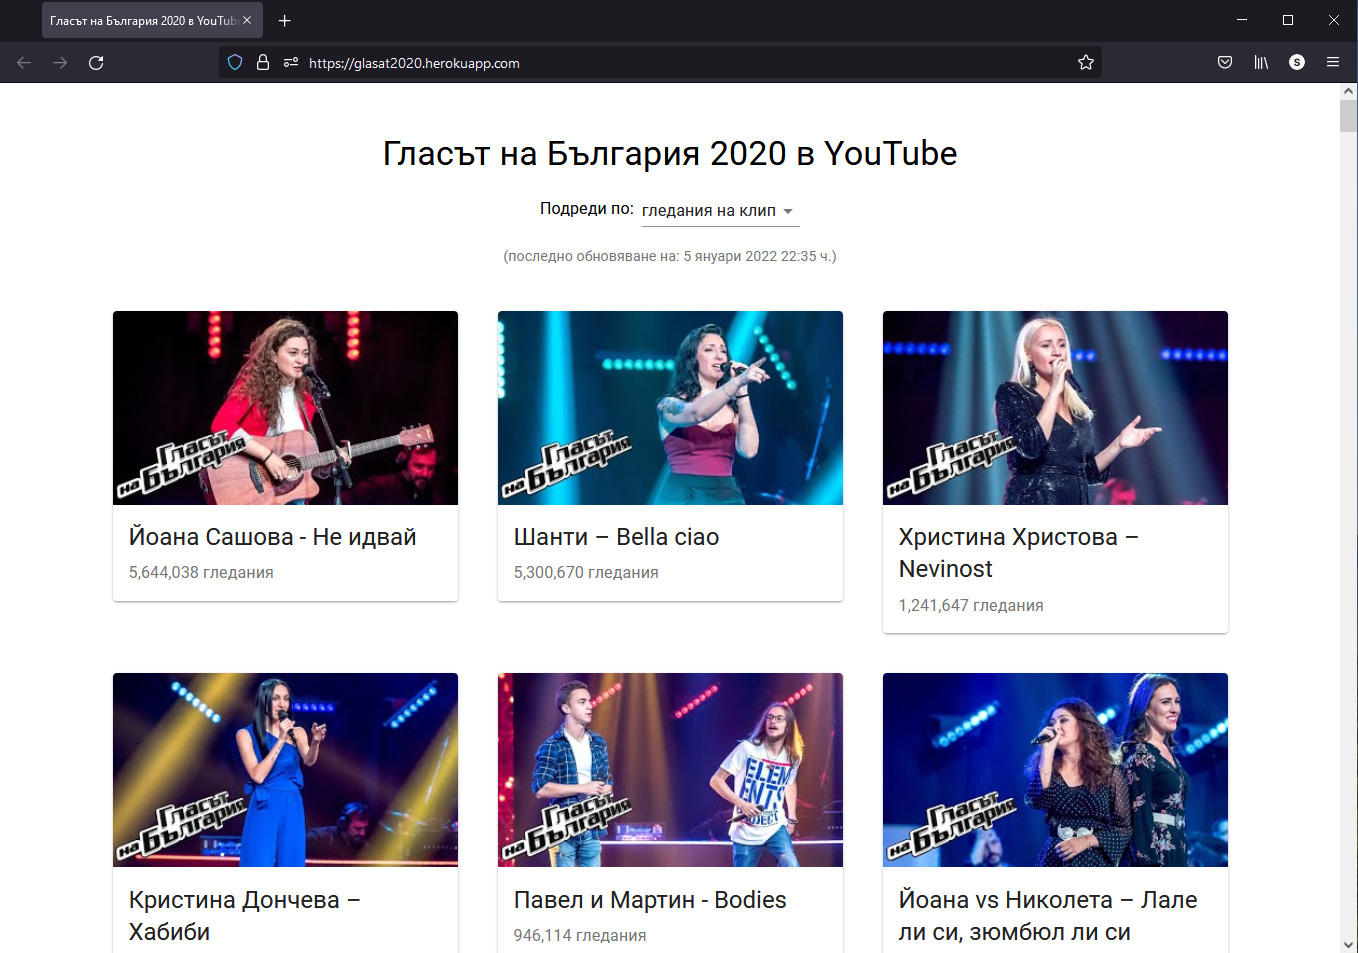 Гласът на България 2020 в YouTube
https://glasat2020.herokuapp.com
Гласът на България 2020 в YouTube
Подреди по: гледания на клип
(последно обновяване на: 5 януари 2022 22:35 ч.)
Гласът
на България
Гласът
на България
Гласът
на България
Йоана Сашова - Не идвай
5,644,038 гледания
Шанти – Bella ciao
5,300,670 гледания
Христина Христова –
Nevinost
1,241,647 гледания
Гласът
на България
ELEM
ENTS
Гласът
на България
Гласът
на България
Кристина Дончева –
Хабиби
Павел и Мартин - Bodies
946,114 гледания
Йоана vs Николета – Лале
ли си, зюмбюл ли си